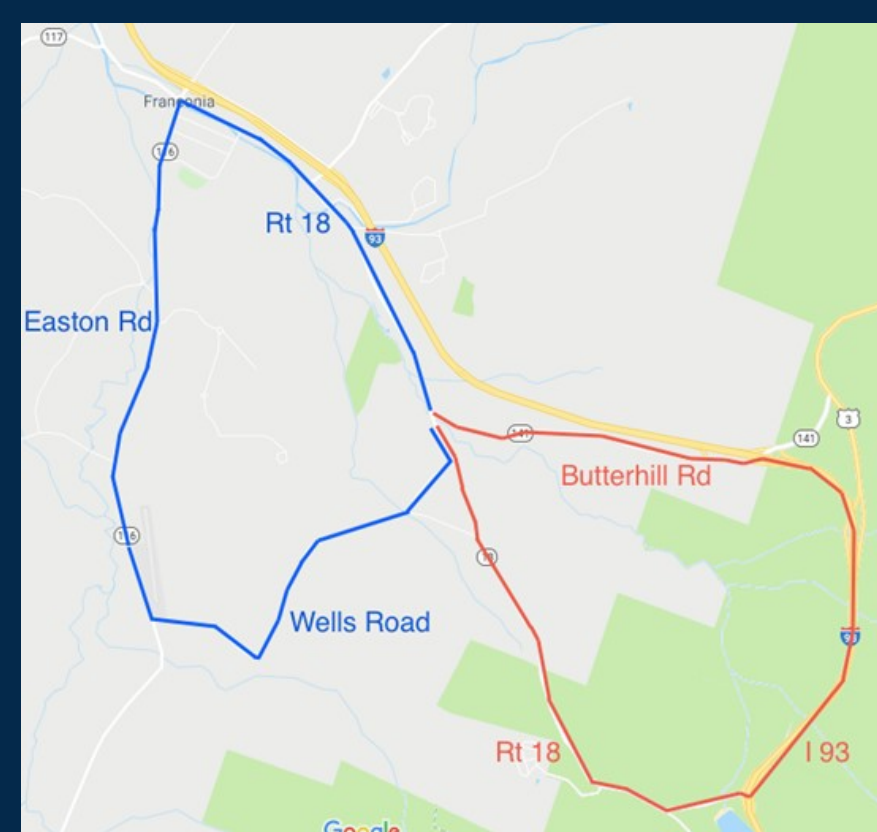 117
Franconia
116
Rt 18
93
Easton Rd
3
141
141
Butterhill Rd
116
18
Wells Road
93
Rt 18
I 93
Google